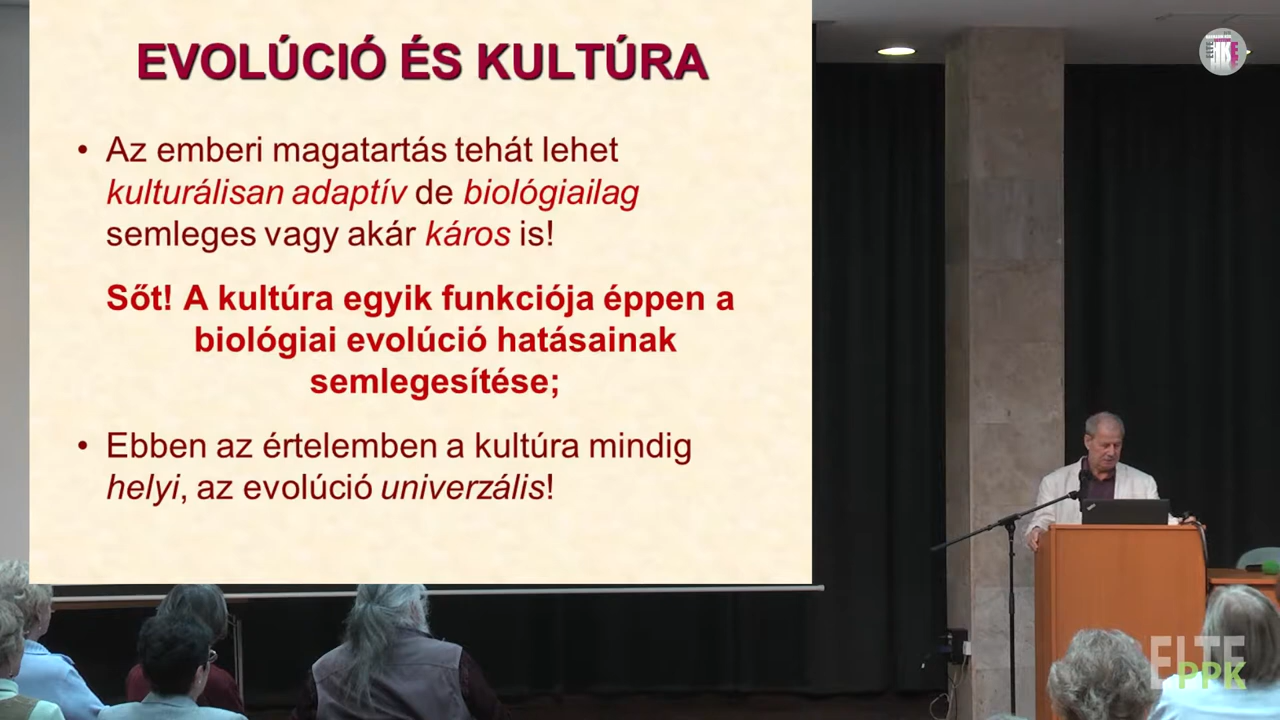 EVOLÚCIÓ ÉS KULTÚRA
• Az emberi magatartás tehát lehet
kulturálisan adaptív de biológiailag
semleges vagy akár káros is!
Sőt! A kultúra egyik funkciója éppen a
biológiai evolúció hatásainak
semlegesítése;
• Ebben az értelemben a kultúra mindig
helyi, az evolúció univerzális!
ELTE
PPK